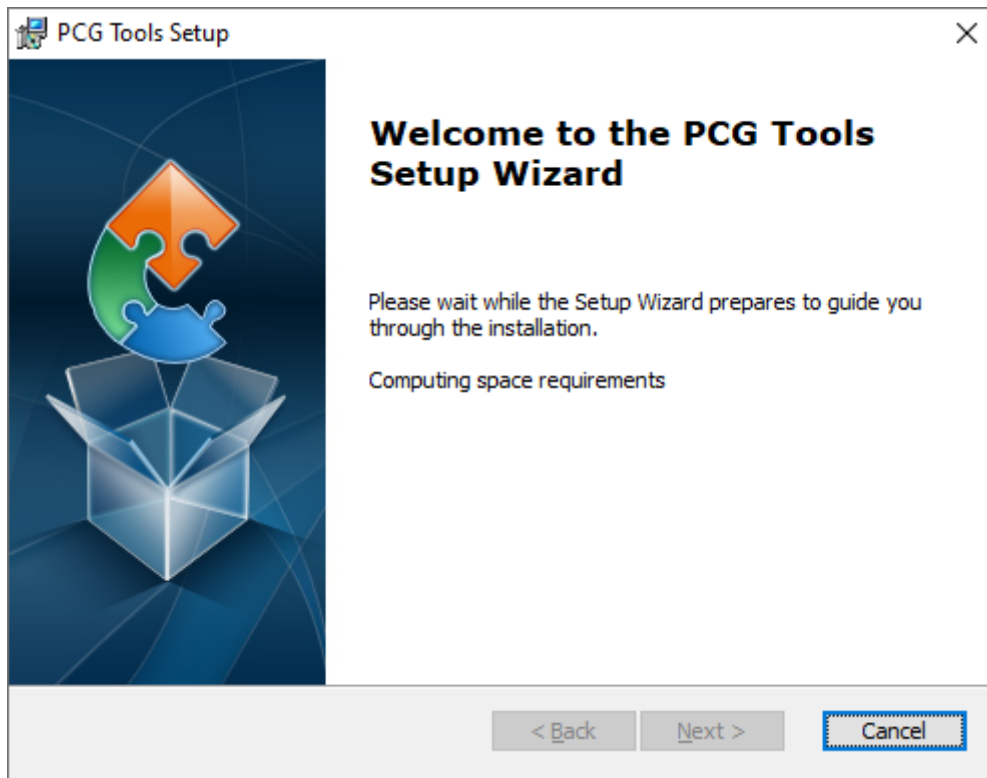 PCG Tools Setup
Welcome to the PCG Tools
Setup Wizard
Please wait while the Setup Wizard prepares to guide you
through the installation.
Computing space requirements
< Back
Next >
Cancel